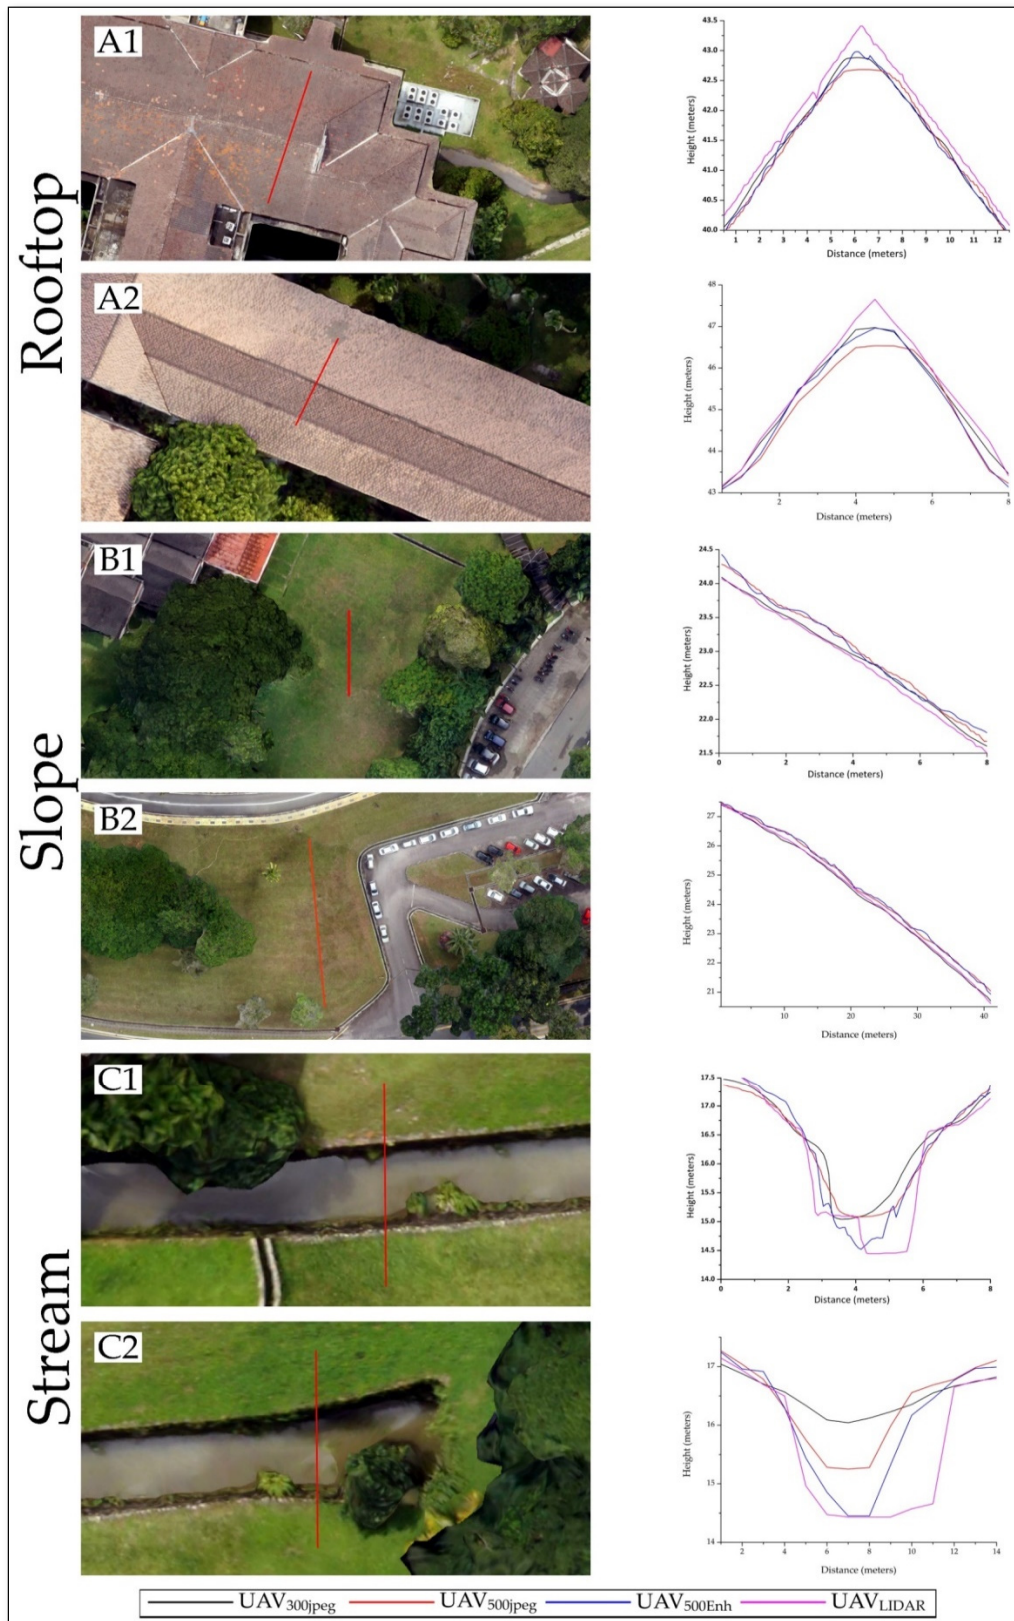 Rooftop
A1
43.5
43.0
42.5
42.0
41.5
41.0
40.5
40.0
Height (meters)
1 2 3 4 5 6 7 8 9 10 11 12
Distance (meters)
A2
48
47
46
45
44
43
Height (meters)
2 4 6 8
Distance (meters)
Slope
B1
24.5
24.0
23.5
23.0
22.5
22.0
21.5
Height (meters)
0 2 4 6 8
Distance (meters)
B2
27
26
25
24
23
22
21
Height (meters)
10 20 30 40
Distance (meters)
Stream
C1
17.5
17.0
16.5
16.0
15.5
15.0
14.5
14.0
Height (meters)
0 2 4 6 8
Distance (meters)
C2
17
16
15
14
Height (meters)
2 4 6 8 10 12 14
Distance (meters)
UAV300jpeg UAV500jpeg UAV500Enh UAVLIDAR